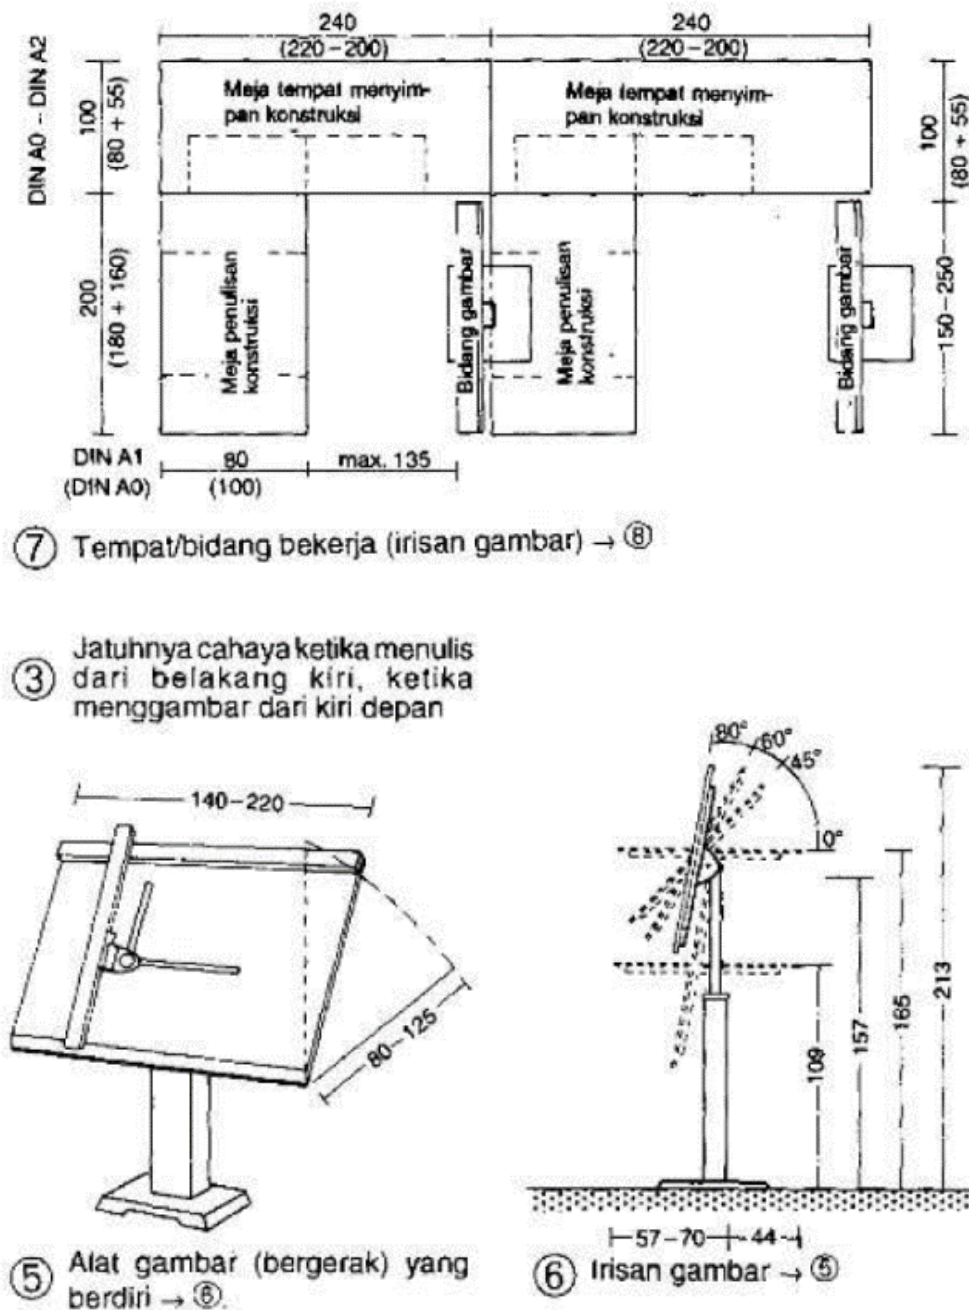 240
240
(220 – 200)
(220 – 200)
DIN A0 – DIN A2
100
(80 + 55)
Meja tempat menyim-
pan konstruksi
Meja tempat menyim-
pan konstruksi
100
(80 + 55)
200
(180 + 160)
Meja penulisan
konstruksi
Bidang gambar
Meja penulisan
konstruksi
Bidang gambar
150–250
DIN A1
(DIN A0)
80
(100)
max. 135
⑦ Tempat/bidang bekerja (irisan gambar) → ⑧
③ Jatuhnya cahaya ketika menulis
dari belakang kiri, ketika
menggambar dari kiri depan
140–220
80–125
⑤ Alat gambar (bergerak) yang
berdiri → ⑥.
80°
60°
45°
0°
109
157
165
213
57–70
44
⑥ Irisan gambar → ⑤